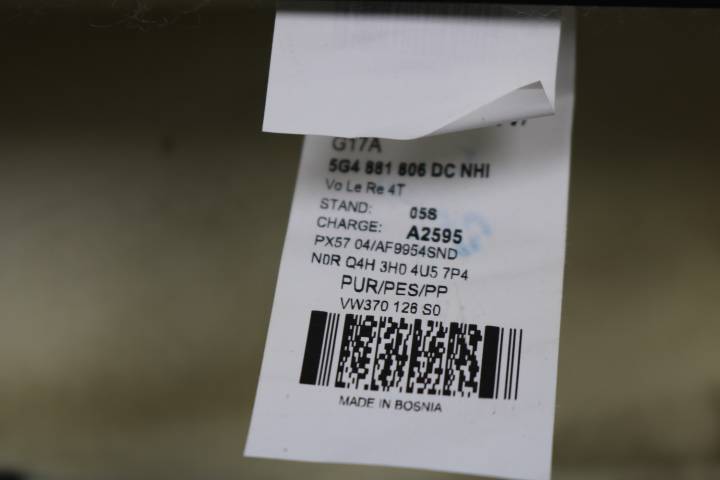 G17A
5G4 881 806 DC NHI
Vo Le Re 4T
STAND: 05S
CHARGE: A2595
PX57 04/AF9954SND
N0R Q4H 3H0 4U5 7P4
PUR/PES/PP
VW370 126 S0
MADE IN BOSNIA